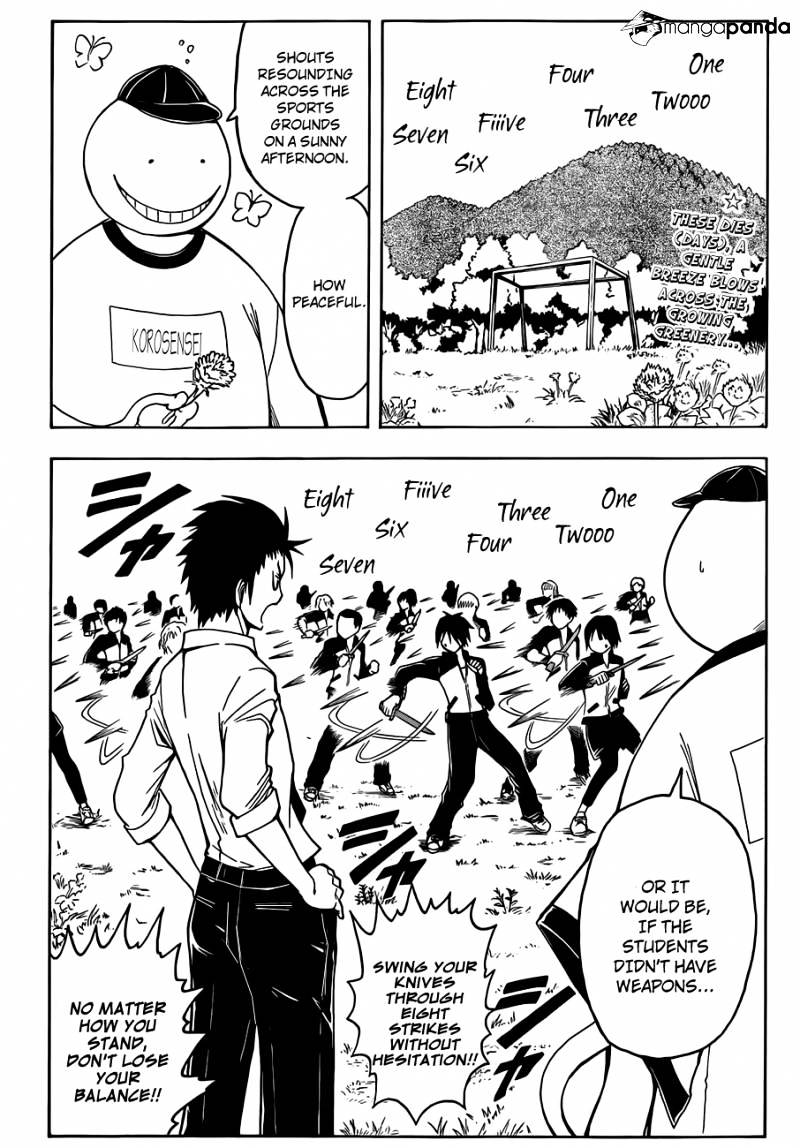 mangapanda
One
Twooo
Three
Four
Fiiive
Six
Seven
Eight
☆
THESE DIES
(DAYS), A
GENTLE
BREEZE BLOWS
ACROSS THE
GROWING
GREENERY...
SHOUTS
RESOUNDING
ACROSS THE
SPORTS
GROUNDS
ON A SUNNY
AFTERNOON.
HOW
PEACEFUL.
KOROSENSEI
One
Twooo
Three
Four
Fiiive
Six
Seven
Eight
シャ
シャ
シャ
OR IT
WOULD BE,
IF THE
STUDENTS
DIDN'T HAVE
WEAPONS...
SWING YOUR
KNIVES
THROUGH
EIGHT
STRIKES
WITHOUT
HESITATION!!
NO MATTER
HOW YOU
STAND,
DON'T LOSE
YOUR
BALANCE!!